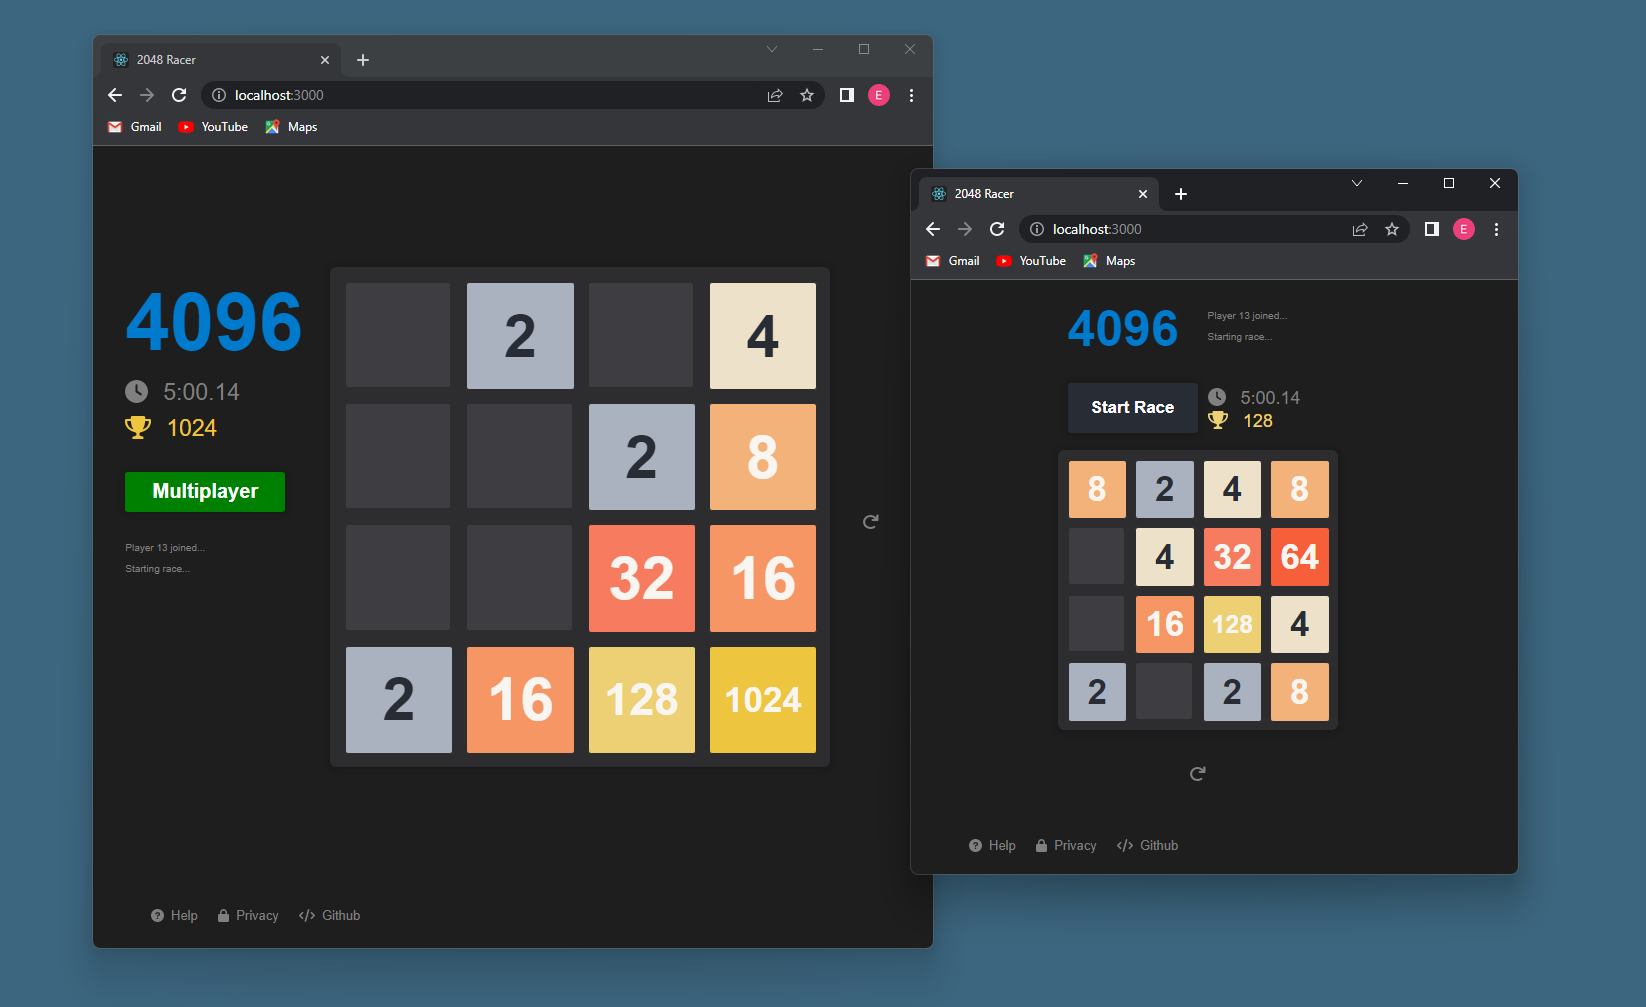 2048 Racer
localhost:3000
E
Gmail YouTube Maps
4096
5:00.14
1024
Multiplayer
Player 13 joined...
Starting race...
2 4
2 8
32 16
2 16 128 1024
Help Privacy Github
2048 Racer
localhost:3000
E
Gmail YouTube Maps
4096
Player 13 joined...
Starting race...
Start Race
5:00.14
128
8 2 4 8
4 32 64
16 128 4
2 2 8
Help Privacy Github